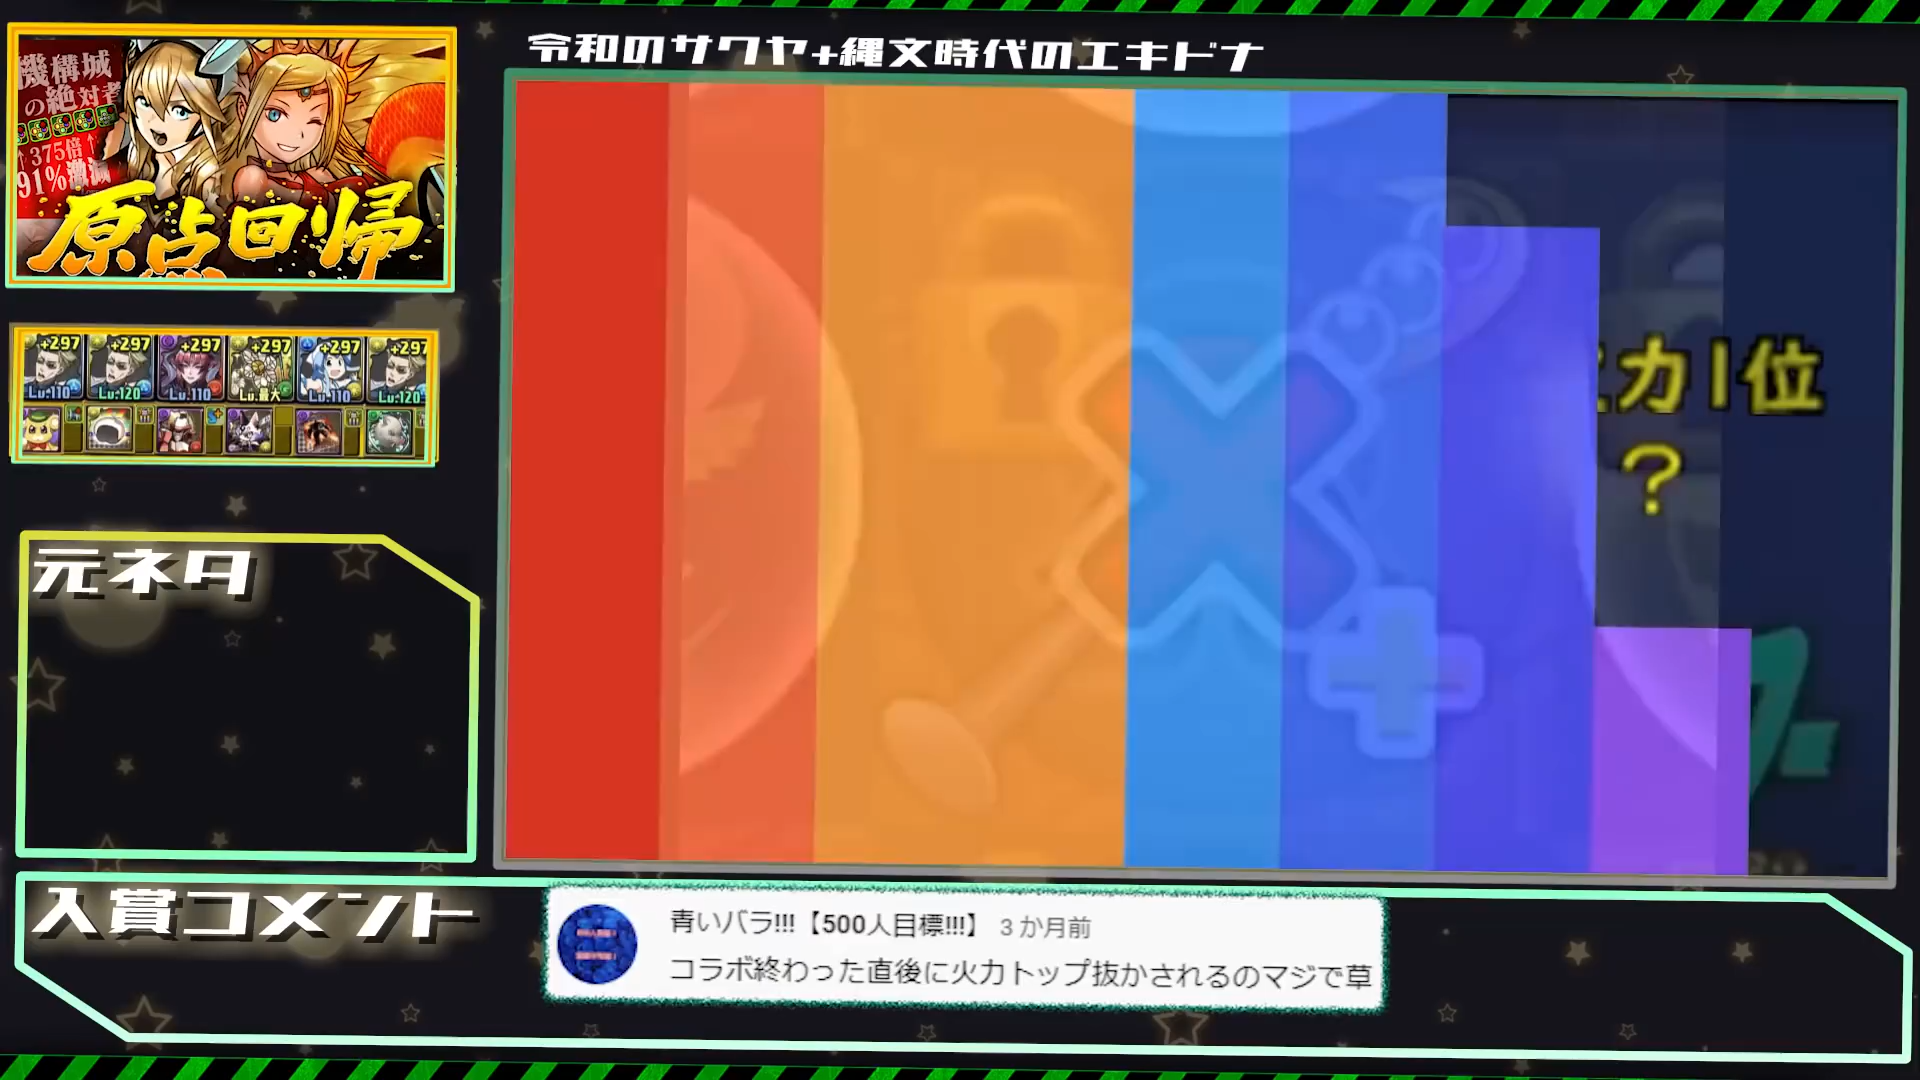 令和のサクヤ+縄文時代のエキドナ
機構城
の絶対者
↑375倍↑
91%激減
原点回帰
+297 +297 +297 +297 +297 +297
Lv.110 Lv.120 Lv.110 Lv.最大 Lv.110 Lv.120
力1位
?
元ネタ
入賞コメント
青いバラ!!!【500人目標!!!】 3 か月前
コラボ終わった直後に火力トップ抜かされるのマジで草